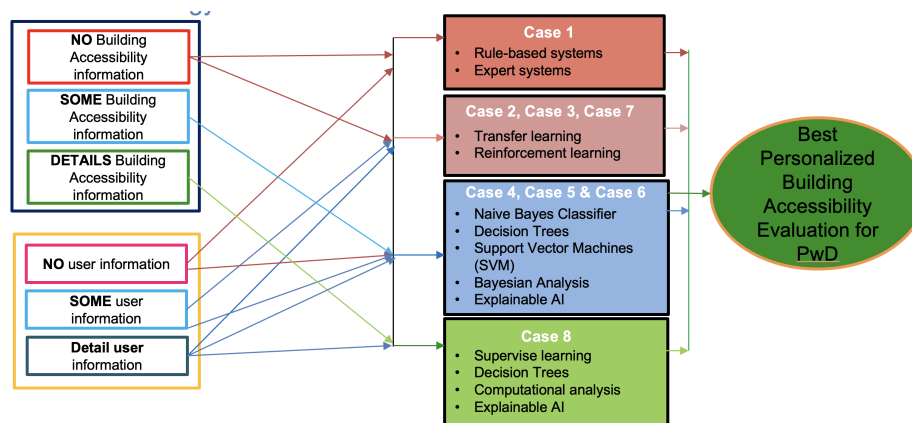 gy
NO Building
Accessibility
information
SOME Building
Accessibility
information
DETAILS Building
Accessibility
information
NO user information
SOME user
information
Detail user
information
Case 1
• Rule-based systems
• Expert systems
Case 2, Case 3, Case 7
• Transfer learning
• Reinforcement learning
Case 4, Case 5 & Case 6
• Naive Bayes Classifier
• Decision Trees
• Support Vector Machines
(SVM)
• Bayesian Analysis
• Explainable AI
Case 8
• Supervise learning
• Decision Trees
• Computational analysis
• Explainable AI
Best
Personalized
Building
Accessibility
Evaluation for
PwD